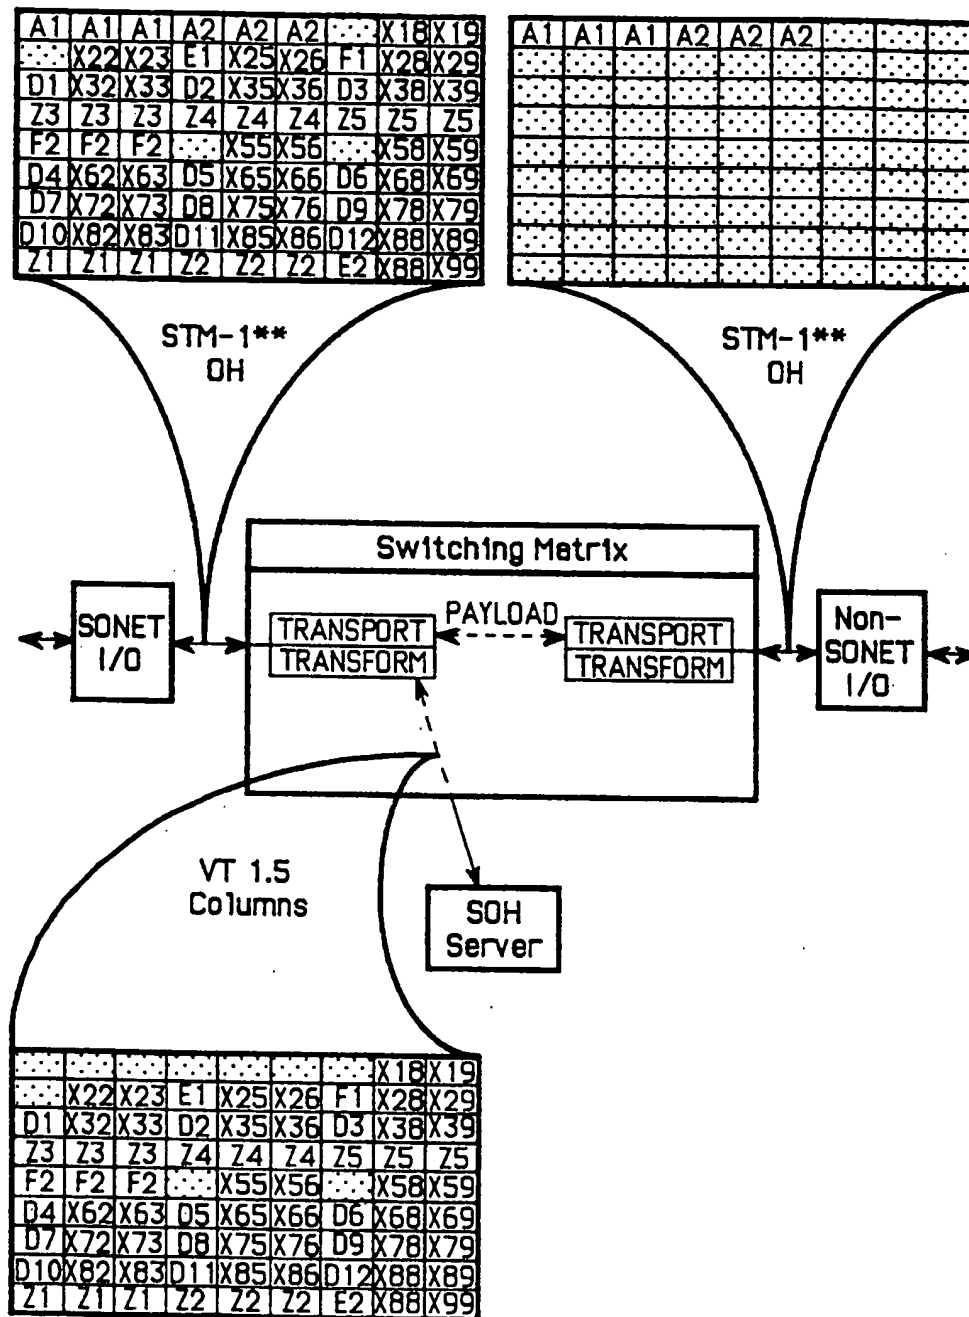 A1 A1 A1 A2 A2 A2 X18 X19
X22 X23 E1 X25 X26 F1 X28 X29
D1 X32 X33 D2 X35 X36 D3 X38 X39
Z3 Z3 Z3 Z4 Z4 Z4 Z5 Z5 Z5
F2 F2 F2 X55 X56 X58 X59
D4 X62 X63 D5 X65 X66 D6 X68 X69
D7 X72 X73 D8 X75 X76 D9 X78 X79
D10 X82 X83 D11 X85 X86 D12 X88 X89
Z1 Z1 Z1 Z2 Z2 Z2 E2 X88 X99
A1 A1 A1 A2 A2 A2
STM-1**
OH
STM-1**
OH
Switching Matrix
SONET
I/O
TRANSPORT
TRANSFORM
PAYLOAD
TRANSPORT
TRANSFORM
Non-
SONET
I/O
VT 1.5
Columns
SOH
Server
X18 X19
X22 X23 E1 X25 X26 F1 X28 X29
D1 X32 X33 D2 X35 X36 D3 X38 X39
Z3 Z3 Z3 Z4 Z4 Z4 Z5 Z5 Z5
F2 F2 F2 X55 X56 X58 X59
D4 X62 X63 D5 X65 X66 D6 X68 X69
D7 X72 X73 D8 X75 X76 D9 X78 X79
D10 X82 X83 D11 X85 X86 D12 X88 X89
Z1 Z1 Z1 Z2 Z2 Z2 E2 X88 X99